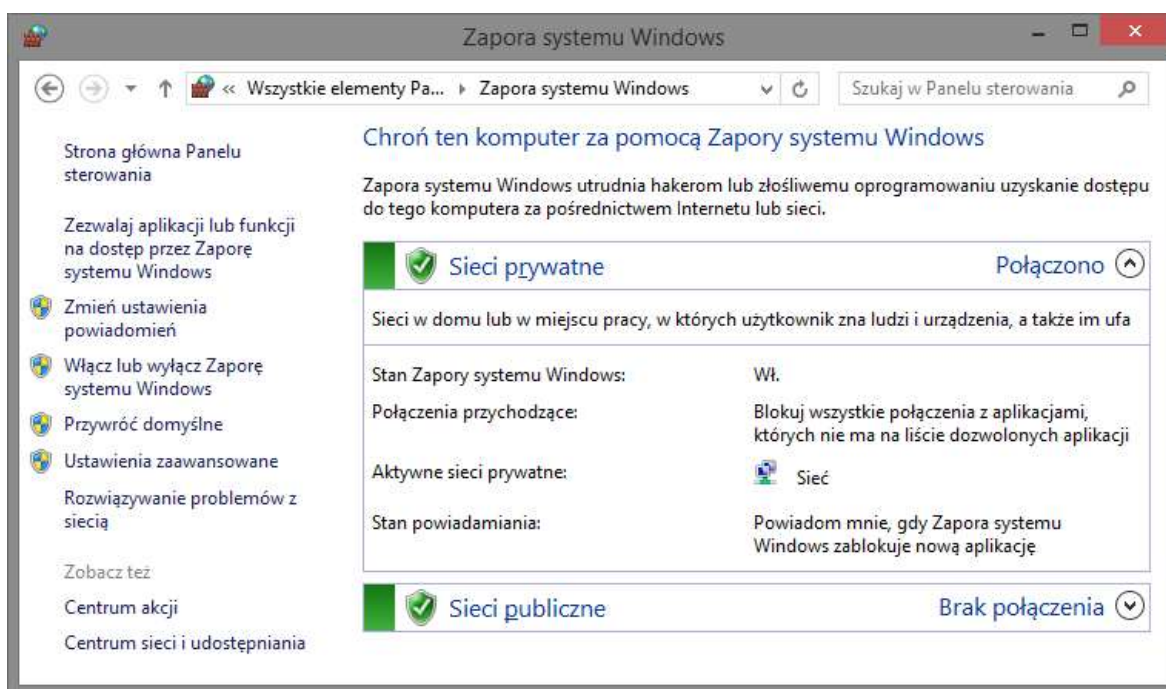 Zapora systemu Windows
« Wszystkie elementy Pa... Zapora systemu Windows
Szukaj w Panelu sterowania
Strona główna Panelu
sterowania
Zezwalaj aplikacji lub funkcji
na dostęp przez Zaporę
systemu Windows
Zmień ustawienia
powiadomień
Włącz lub wyłącz Zaporę
systemu Windows
Przywróć domyślne
Ustawienia zaawansowane
Rozwiązywanie problemów z
siecią
Zobacz też
Centrum akcji
Centrum sieci i udostępniania
Chroń ten komputer za pomocą Zapory systemu Windows
Zapora systemu Windows utrudnia hakerom lub złośliwemu oprogramowaniu uzyskanie dostępu
do tego komputera za pośrednictwem Internetu lub sieci.
Sieci prywatne Połączono
Sieci w domu lub w miejscu pracy, w których użytkownik zna ludzi i urządzenia, a także im ufa
Stan Zapory systemu Windows: Wł.
Połączenia przychodzące: Blokuj wszystkie połączenia z aplikacjami,
których nie ma na liście dozwolonych aplikacji
Aktywne sieci prywatne: Sieć
Stan powiadamiania: Powiadom mnie, gdy Zapora systemu
Windows zablokuje nową aplikację
Sieci publiczne Brak połączenia